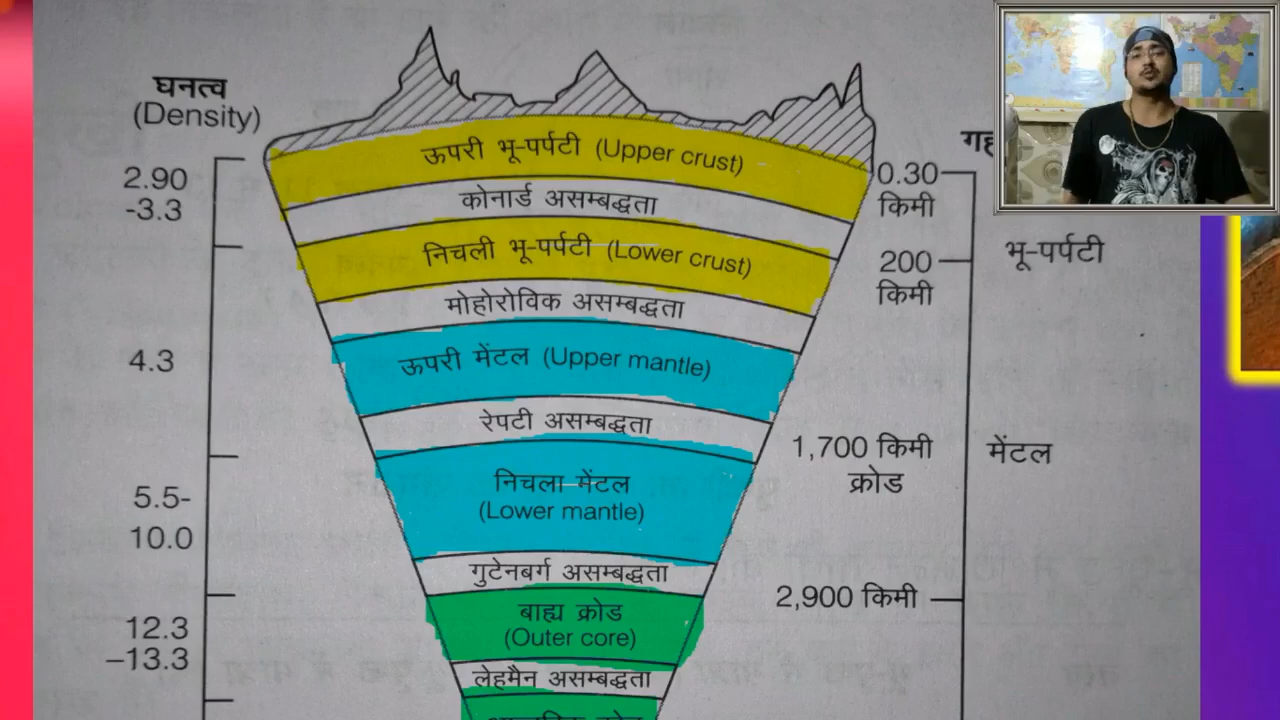 घनत्व
(Density)
ऊपरी भू-पर्पटी (Upper crust)
2.90
-3.3
0.30
किमी
कोनार्ड असम्बद्धता
निचली भू-पर्पटी (Lower crust)
भू-पर्पटी
200
किमी
मोहोरोविक असम्बद्धता
4.3
ऊपरी मेंटल (Upper mantle)
रेपटी असम्बद्धता
1,700 किमी
क्रोड
मेंटल
निचला मेंटल
(Lower mantle)
5.5-
10.0
गुटेनबर्ग असम्बद्धता
2,900 किमी
बाह्य क्रोड
(Outer core)
12.3
–13.3
लेहमैन असम्बद्धता